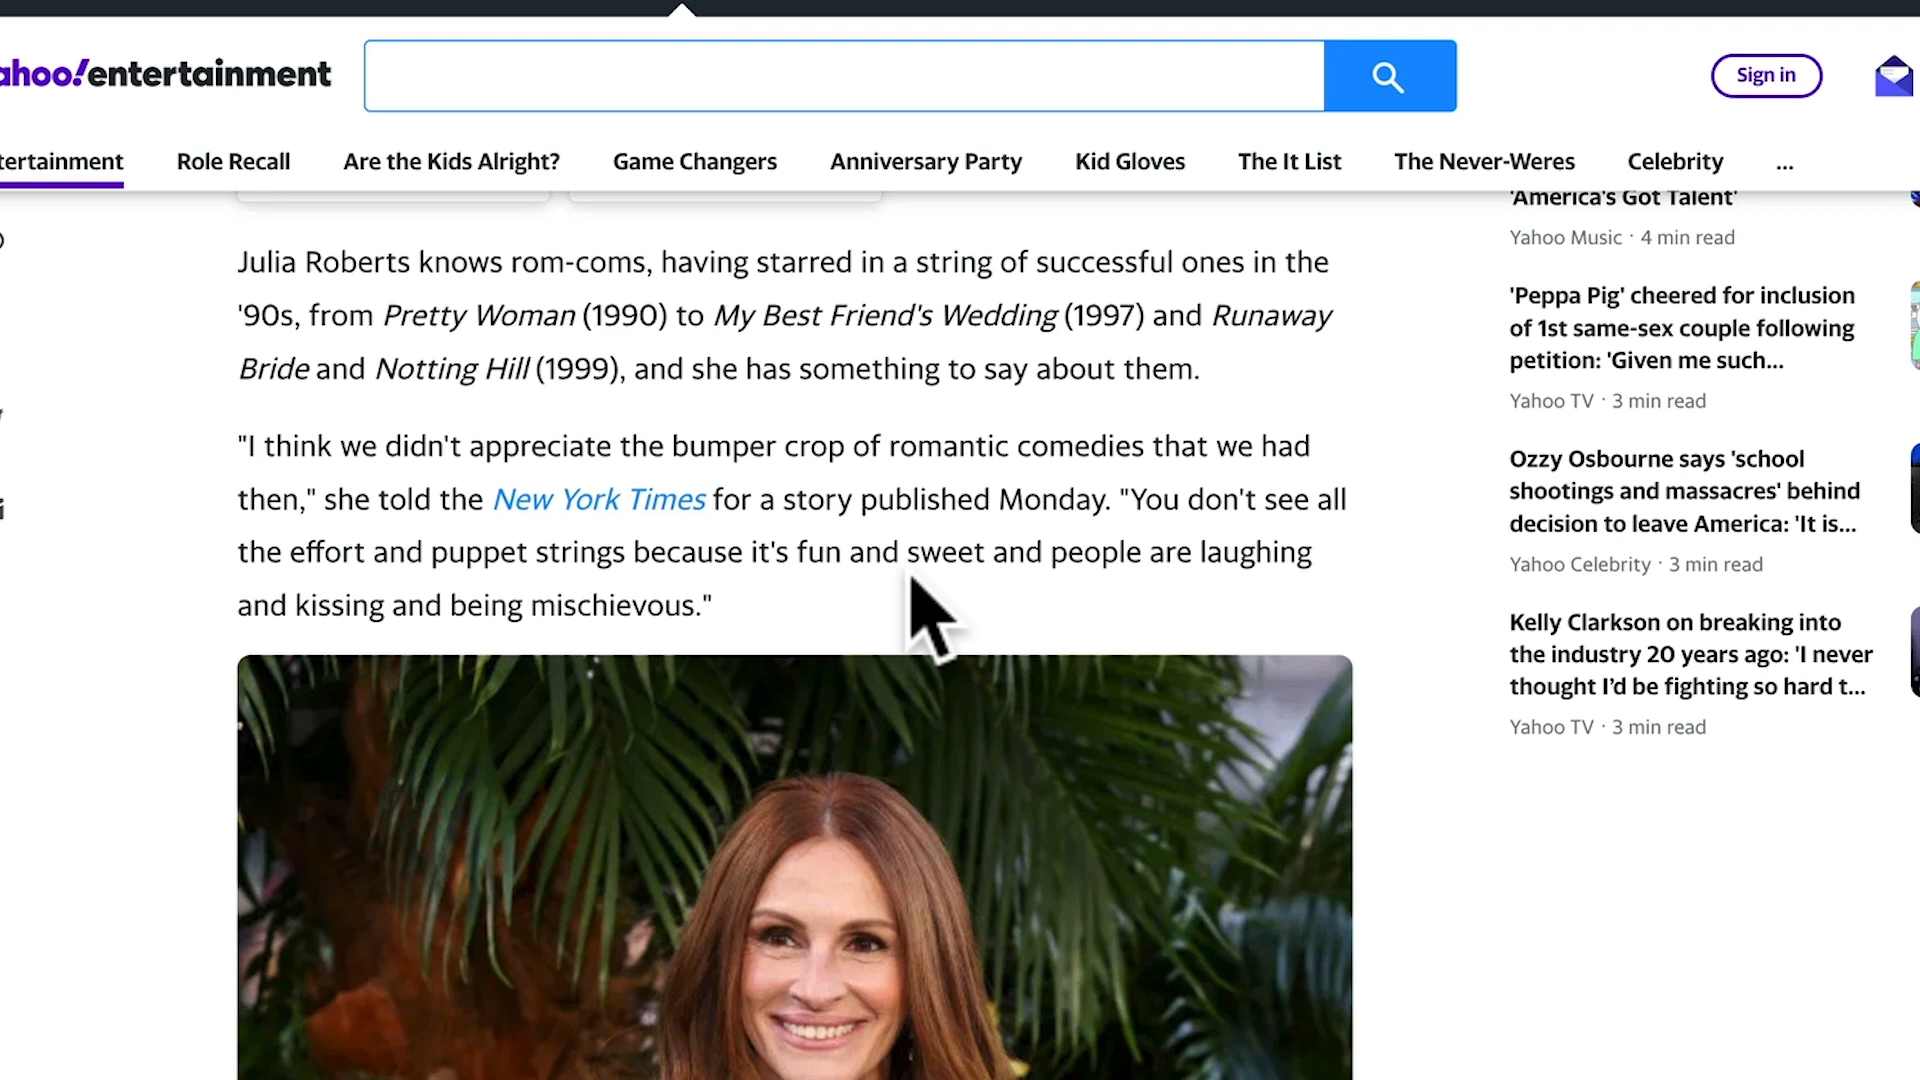 ahoo!entertainment
Sign in
tertainment
Role Recall
Are the Kids Alright?
Game Changers
Anniversary Party
Kid Gloves
The It List
The Never-Weres
Celebrity
...
Julia Roberts knows rom-coms, having starred in a string of successful ones in the
'90s, from Pretty Woman (1990) to My Best Friend's Wedding (1997) and Runaway
Bride and Notting Hill (1999), and she has something to say about them.
"I think we didn't appreciate the bumper crop of romantic comedies that we had
then," she told the New York Times for a story published Monday. "You don't see all
the effort and puppet strings because it's fun and sweet and people are laughing
and kissing and being mischievous."
'America's Got Talent'
Yahoo Music · 4 min read
'Peppa Pig' cheered for inclusion
of 1st same-sex couple following
petition: 'Given me such...
Yahoo TV · 3 min read
Ozzy Osbourne says 'school
shootings and massacres' behind
decision to leave America: 'It is...
Yahoo Celebrity · 3 min read
Kelly Clarkson on breaking into
the industry 20 years ago: 'I never
thought I'd be fighting so hard t...
Yahoo TV · 3 min read